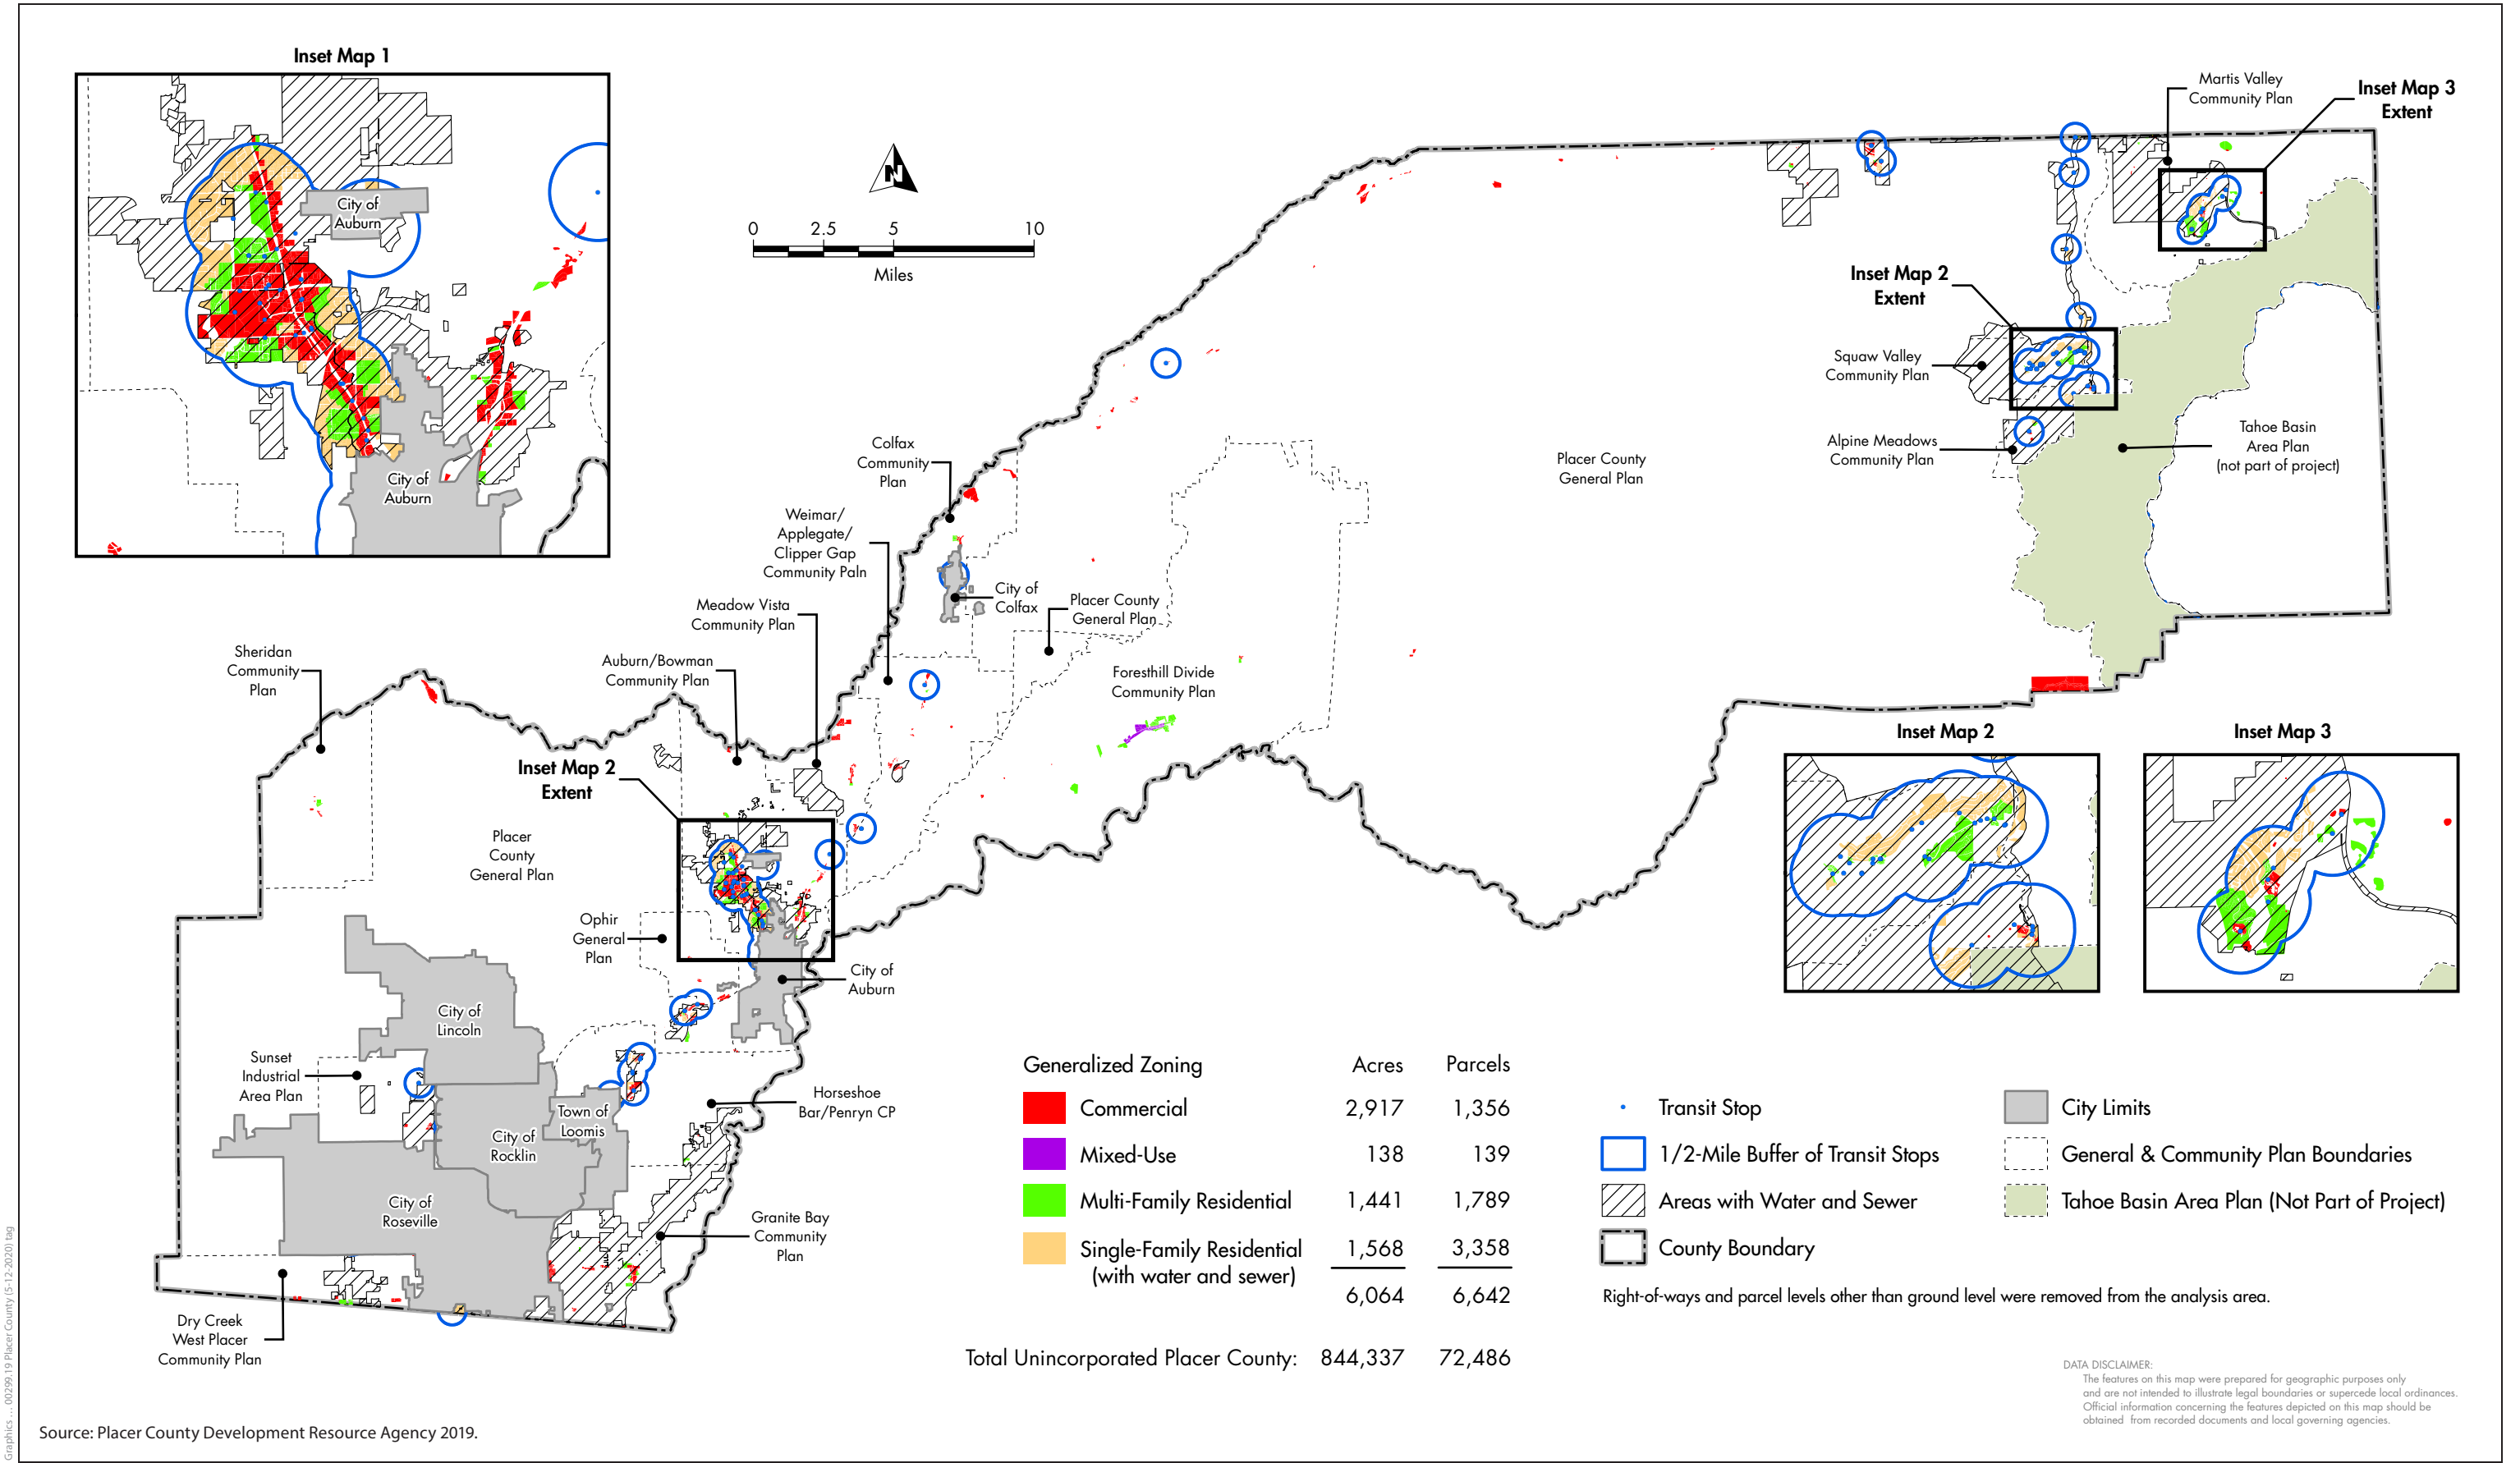 Inset Map 1
City of
Auburn
City of
Auburn
N
0 2.5 5 10
Miles
Martis Valley
Community Plan
Inset Map 3
Extent
Inset Map 2
Extent
Squaw Valley
Community Plan
Alpine Meadows
Community Plan
Tahoe Basin
Area Plan
(not part of project)
Placer County
General Plan
Colfax
Community
Plan
Weimar/
Applegate/
Clipper Gap
Community Paln
City of
Colfax
Placer County
General Plan
Meadow Vista
Community Plan
Auburn/Bowman
Community Plan
Sheridan
Community
Plan
Foresthill Divide
Community Plan
Inset Map 2
Extent
Placer
County
General Plan
Ophir
General
Plan
City of
Auburn
City of
Lincoln
Sunset
Industrial
Area Plan
Town of
Loomis
City of
Rocklin
Horseshoe
Bar/Penryn CP
City of
Roseville
Granite Bay
Community
Plan
Dry Creek
West Placer
Community Plan
Inset Map 2
Inset Map 3
Generalized Zoning Acres Parcels
Commercial 2,917 1,356
Mixed-Use 138 139
Multi-Family Residential 1,441 1,789
Single-Family Residential 1,568 3,358
(with water and sewer)
6,064 6,642
Total Unincorporated Placer County: 844,337 72,486
Transit Stop
1/2-Mile Buffer of Transit Stops
Areas with Water and Sewer
County Boundary
City Limits
General & Community Plan Boundaries
Tahoe Basin Area Plan (Not Part of Project)
Right-of-ways and parcel levels other than ground level were removed from the analysis area.
DATA DISCLAIMER:
The features on this map were prepared for geographic purposes only
and are not intended to illustrate legal boundaries or supercede local ordinances.
Official information concerning the features depicted on this map should be
obtained from recorded documents and local governing agencies.
Source: Placer County Development Resource Agency 2019.
Graphics ... 00299.19 Placer County (5-12-2020) tag